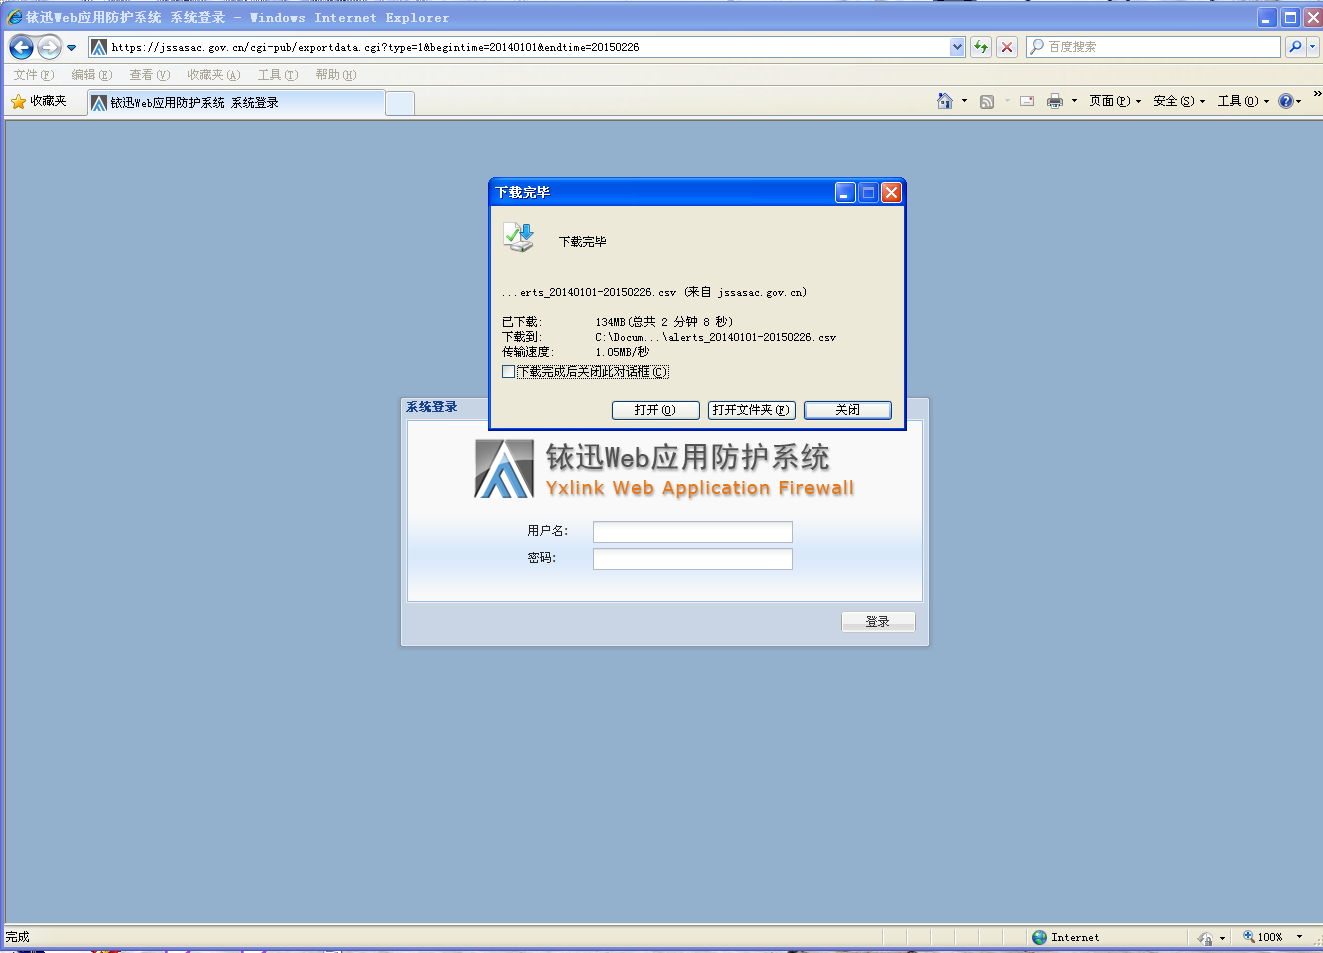 铱迅Web应用防护系统 系统登录 - Windows Internet Explorer
https://jssasac.gov.cn/cgi-pub/exportdata.cgi?type=1&begintime=20140101&endtime=20150226
百度搜索
文件(F) 编辑(E) 查看(V) 收藏夹(A) 工具(T) 帮助(H)
收藏夹
铱迅Web应用防护系统 系统登录
页面(P) 安全(S) 工具(O)
下载完毕
下载完毕
...erts_20140101-20150226.csv (来自 jssasac.gov.cn)
已下载: 134MB(总共 2 分钟 8 秒)
下载到: C:\Docum...\alerts_20140101-20150226.csv
传输速度: 1.05MB/秒
下载完成后关闭此对话框(C)
打开(O) 打开文件夹(F) 关闭
系统登录
铱迅Web应用防护系统
Yxlink Web Application Firewall
用户名:
密码:
登录
完成
Internet
100%